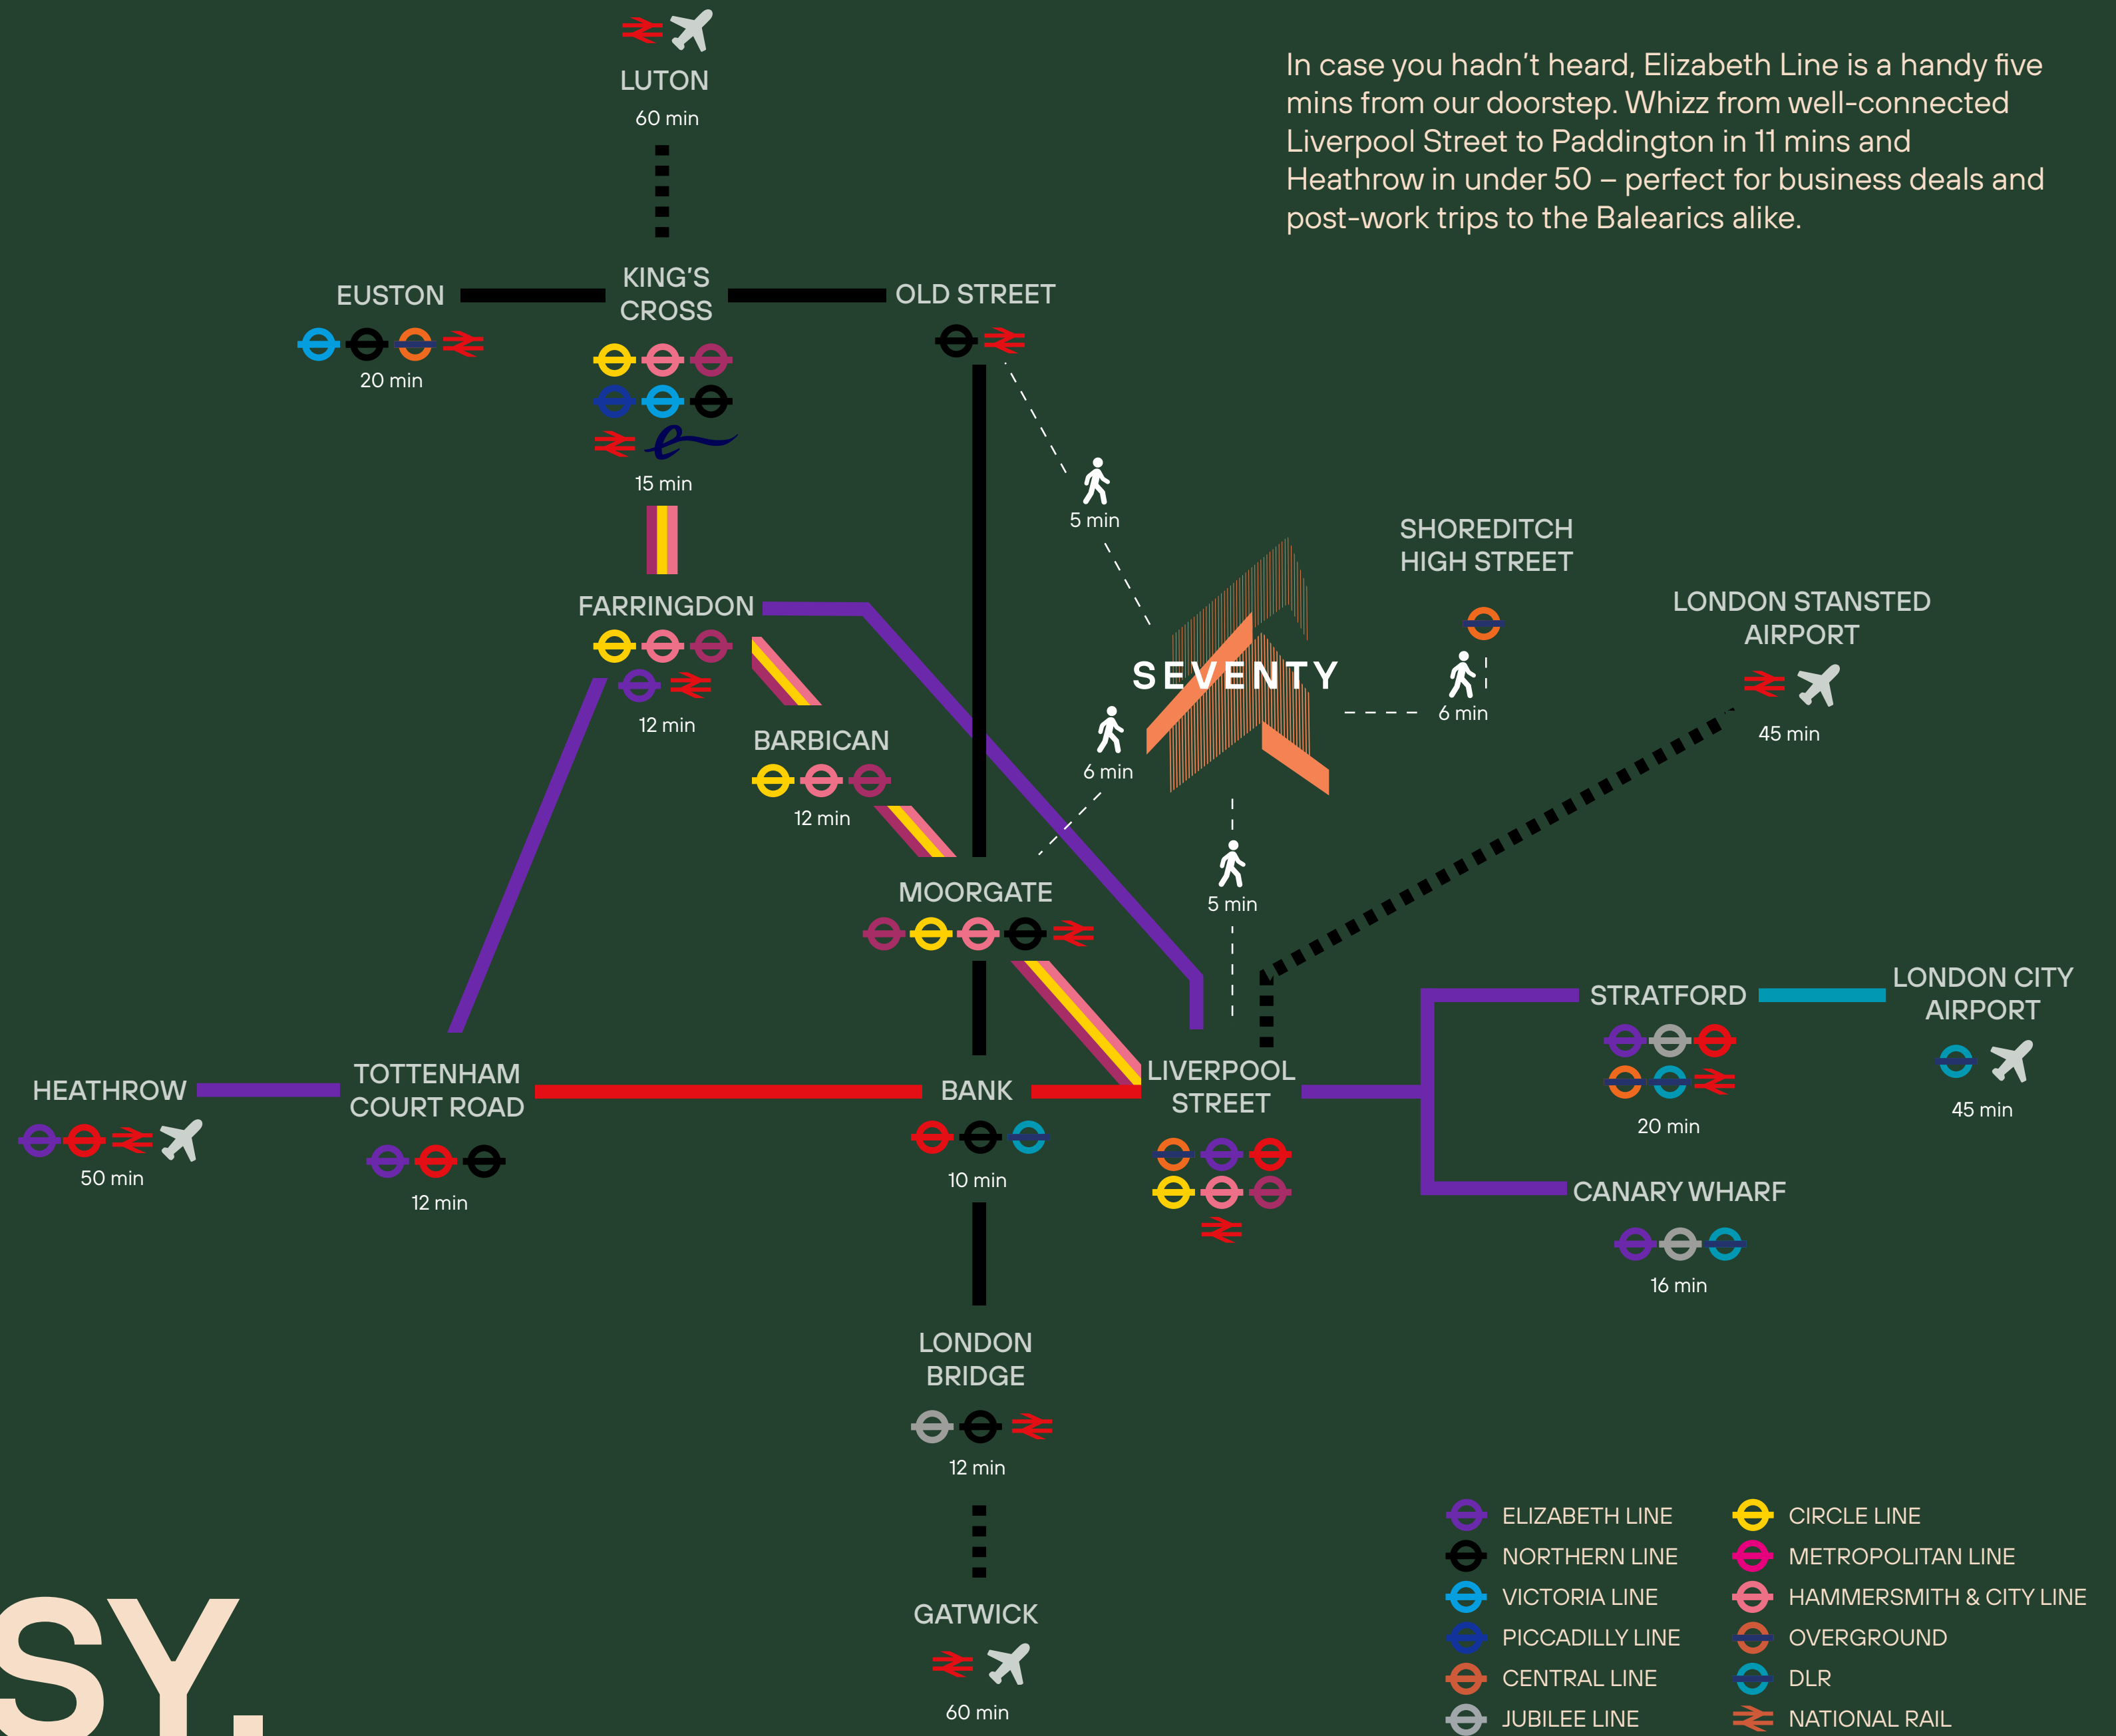 LUTON
60 min
In case you hadn't heard, Elizabeth Line is a handy five
mins from our doorstep. Whizz from well-connected
Liverpool Street to Paddington in 11 mins and
Heathrow in under 50 – perfect for business deals and
post-work trips to the Balearics alike.
EUSTON
20 min
KING'S
CROSS
15 min
OLD STREET
5 min
SHOREDITCH
HIGH STREET
6 min
SEVENTY
LONDON STANSTED
AIRPORT
45 min
FARRINGDON
12 min
BARBICAN
12 min
6 min
5 min
MOORGATE
HEATHROW
50 min
TOTTENHAM
COURT ROAD
12 min
BANK
10 min
LIVERPOOL
STREET
STRATFORD
20 min
LONDON CITY
AIRPORT
45 min
CANARY WHARF
16 min
LONDON
BRIDGE
12 min
GATWICK
60 min
SY.
ELIZABETH LINE
NORTHERN LINE
VICTORIA LINE
PICCADILLY LINE
CENTRAL LINE
JUBILEE LINE
CIRCLE LINE
METROPOLITAN LINE
HAMMERSMITH & CITY LINE
OVERGROUND
DLR
NATIONAL RAIL